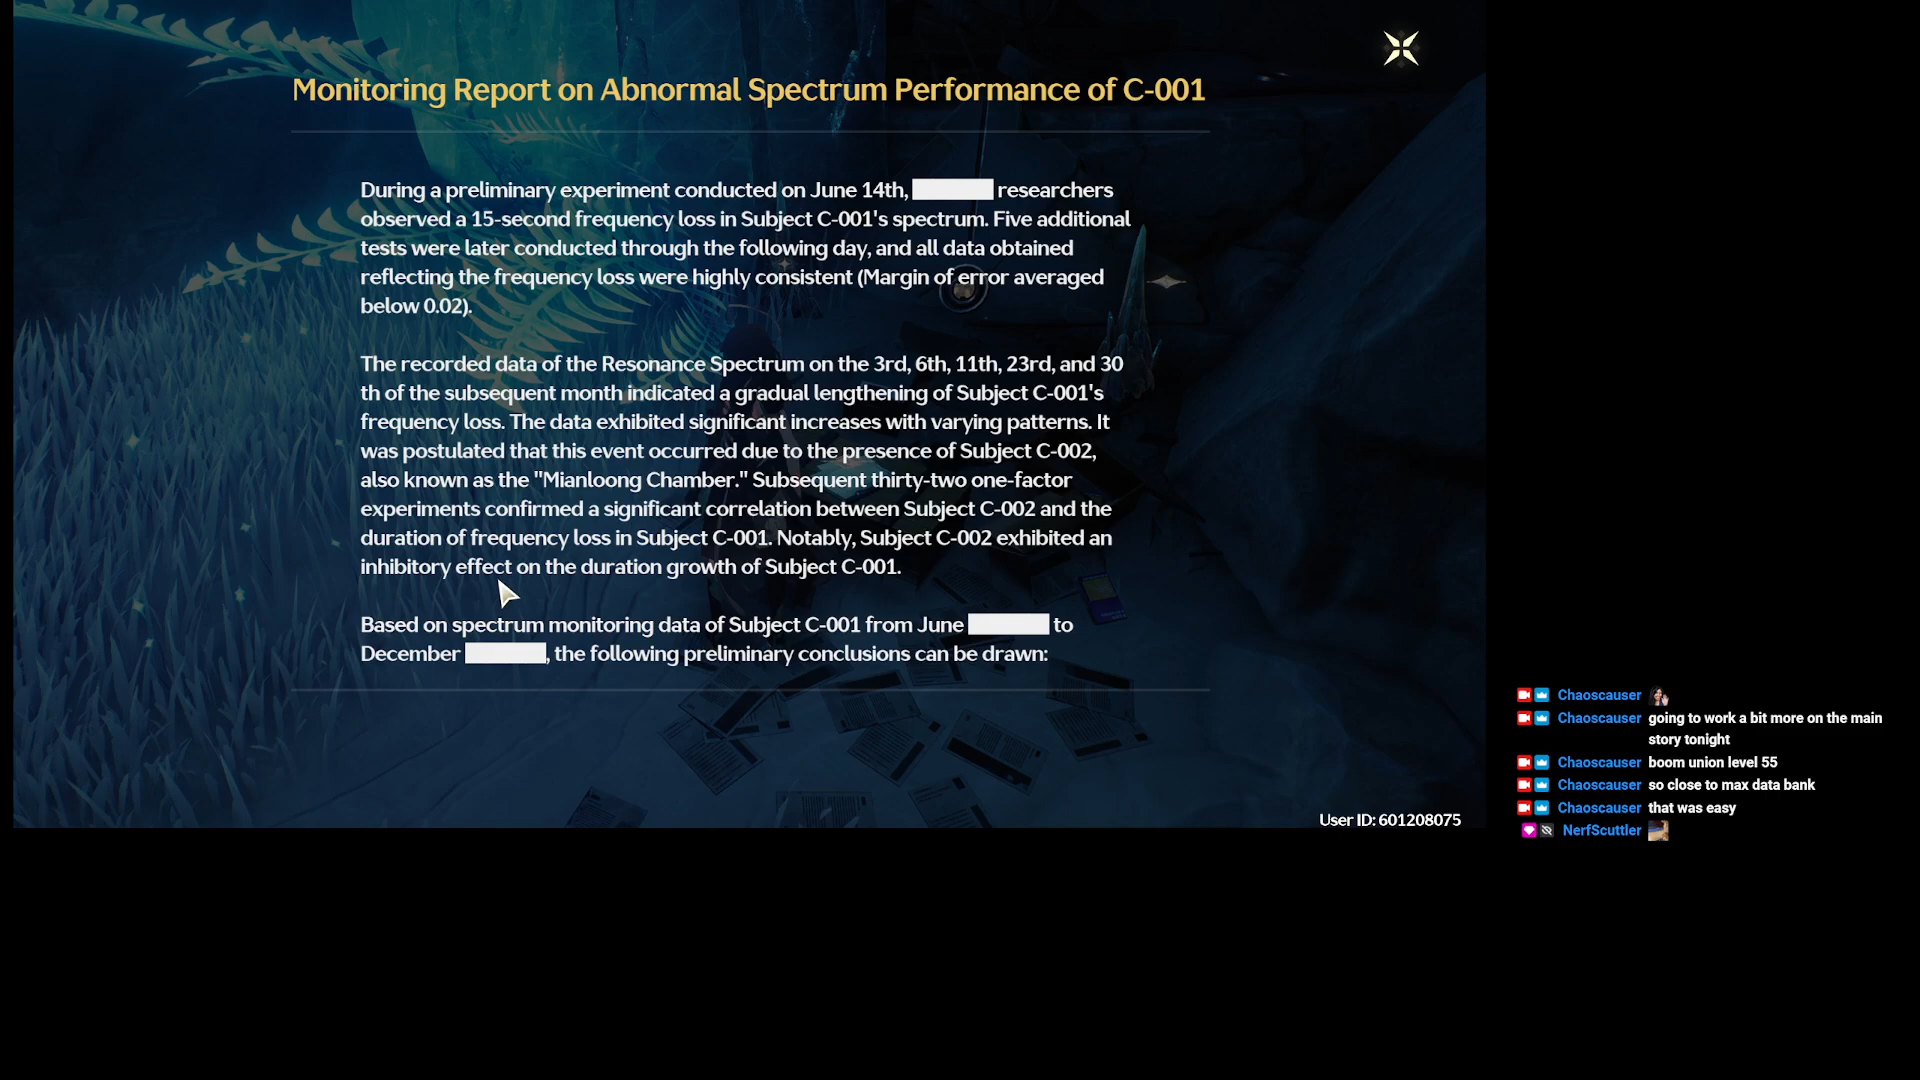 Monitoring Report on Abnormal Spectrum Performance of C-001
During a preliminary experiment conducted on June 14th, researchers
observed a 15-second frequency loss in Subject C-001's spectrum. Five additional
tests were later conducted through the following day, and all data obtained
reflecting the frequency loss were highly consistent (Margin of error averaged
below 0.02).
The recorded data of the Resonance Spectrum on the 3rd, 6th, 11th, 23rd, and 30
th of the subsequent month indicated a gradual lengthening of Subject C-001's
frequency loss. The data exhibited significant increases with varying patterns. It
was postulated that this event occurred due to the presence of Subject C-002,
also known as the "Mianloong Chamber." Subsequent thirty-two one-factor
experiments confirmed a significant correlation between Subject C-002 and the
duration of frequency loss in Subject C-001. Notably, Subject C-002 exhibited an
inhibitory effect on the duration growth of Subject C-001.
Based on spectrum monitoring data of Subject C-001 from June to
December , the following preliminary conclusions can be drawn:
User ID: 601208075
Chaoscauser
Chaoscauser going to work a bit more on the main
story tonight
Chaoscauser boom union level 55
Chaoscauser so close to max data bank
Chaoscauser that was easy
NerfScuttler